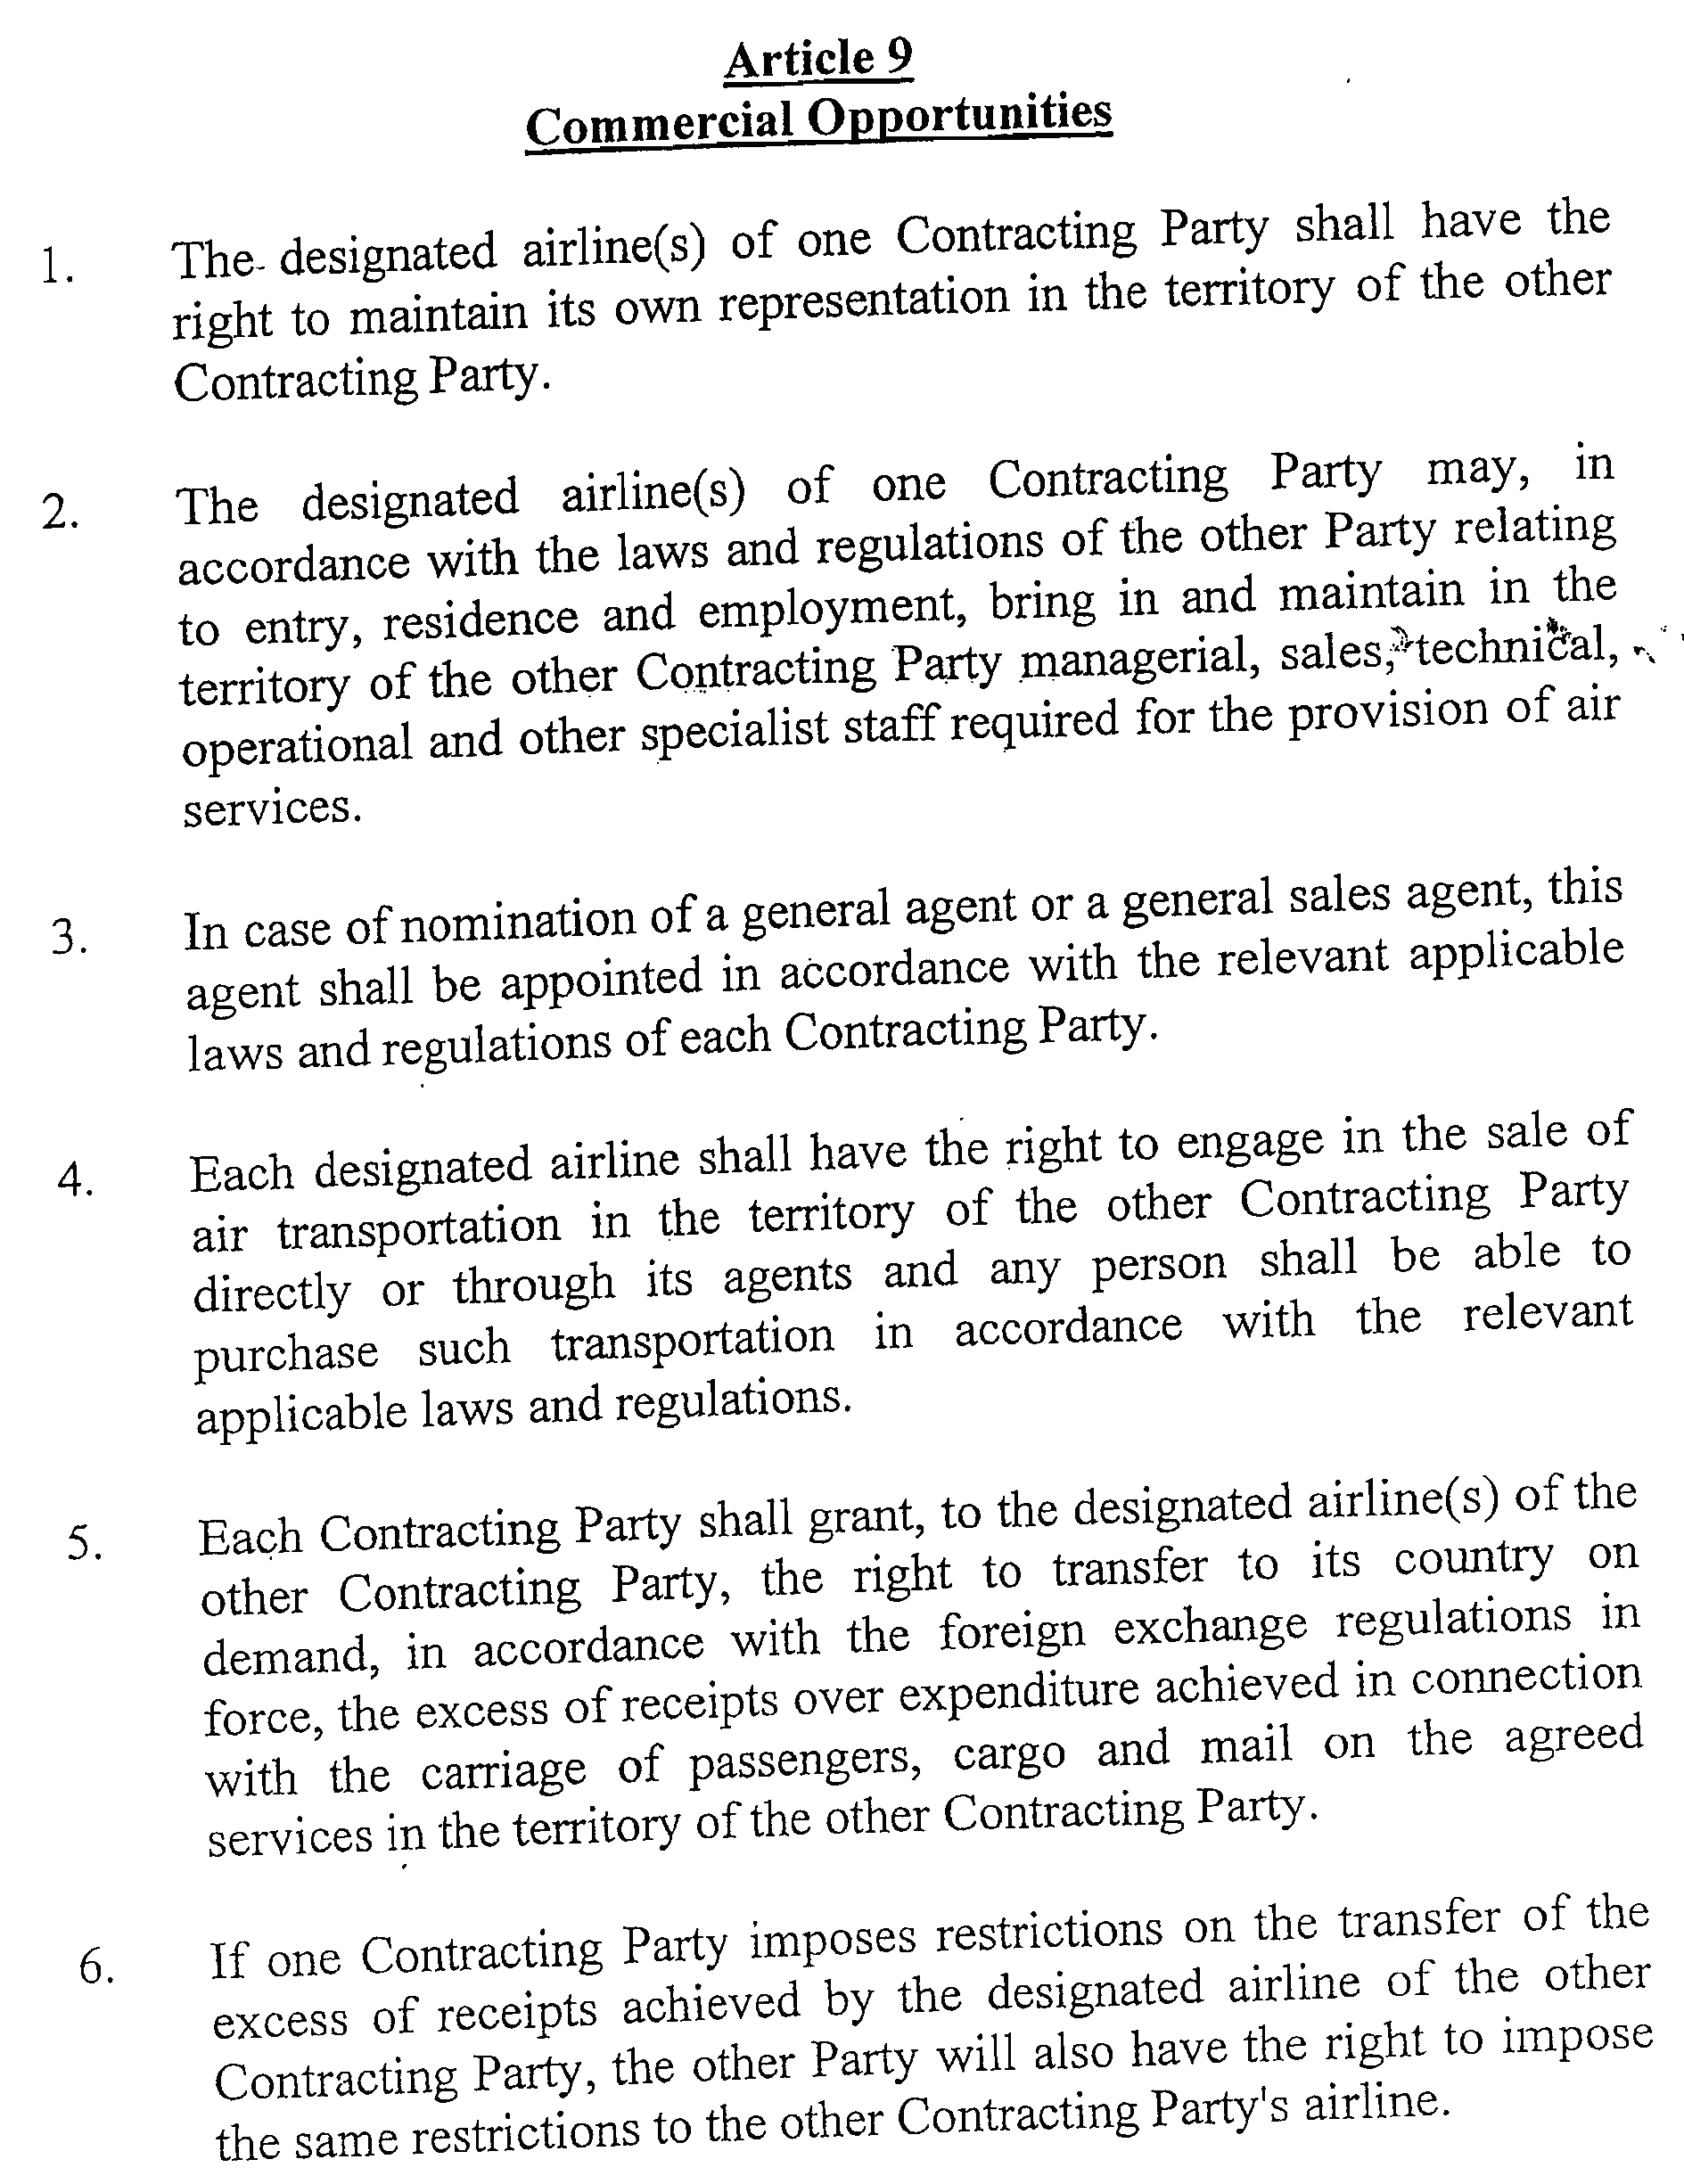 Article 9
Commercial Opportunities
1. The designated airline(s) of one Contracting Party shall have the
right to maintain its own representation in the territory of the other
Contracting Party.
2. The designated airline(s) of one Contracting Party may, in
accordance with the laws and regulations of the other Party relating
to entry, residence and employment, bring in and maintain in the
territory of the other Contracting Party managerial, sales, technical,
operational and other specialist staff required for the provision of air
services.
3. In case of nomination of a general agent or a general sales agent, this
agent shall be appointed in accordance with the relevant applicable
laws and regulations of each Contracting Party.
4. Each designated airline shall have the right to engage in the sale of
air transportation in the territory of the other Contracting Party
directly or through its agents and any person shall be able to
purchase such transportation in accordance with the relevant
applicable laws and regulations.
5. Each Contracting Party shall grant, to the designated airline(s) of the
other Contracting Party, the right to transfer to its country on
demand, in accordance with the foreign exchange regulations in
force, the excess of receipts over expenditure achieved in connection
with the carriage of passengers, cargo and mail on the agreed
services in the territory of the other Contracting Party.
6. If one Contracting Party imposes restrictions on the transfer of the
excess of receipts achieved by the designated airline of the other
Contracting Party, the other Party will also have the right to impose
the same restrictions to the other Contracting Party's airline.